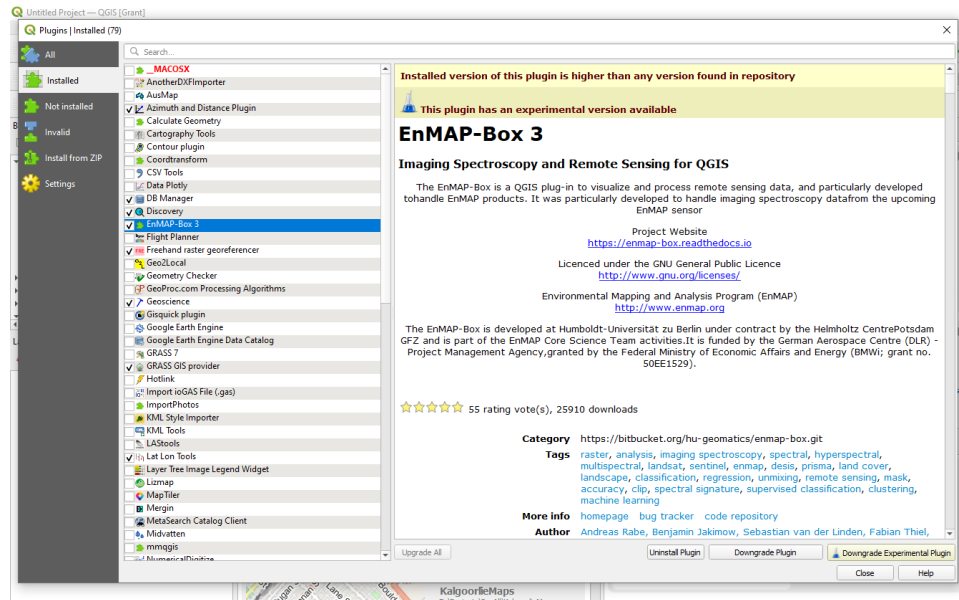 Untitled Project — QGIS [Grant]
Plugins | Installed (79)
All
Installed
Not installed
Invalid
Install from ZIP
Settings
Search...
__MACOSX
AnotherDXFImporter
AusMap
Azimuth and Distance Plugin
Calculate Geometry
Cartography Tools
Contour plugin
Coordtransform
CSV Tools
Data Plotly
DB Manager
Discovery
EnMAP-Box 3
Flight Planner
Freehand raster georeferencer
Geo2Local
Geometry Checker
GeoProc.com Processing Algorithms
Geoscience
Gisquick plugin
Google Earth Engine
Google Earth Engine Data Catalog
GRASS 7
GRASS GIS provider
Hotlink
Import ioGAS File (.gas)
ImportPhotos
KML Style Importer
KML Tools
LAStools
Lat Lon Tools
Layer Tree Image Legend Widget
Lizmap
MapTiler
Mergin
MetaSearch Catalog Client
Midvatten
mmqgis
NumericalDigitize
Installed version of this plugin is higher than any version found in repository
This plugin has an experimental version available
EnMAP-Box 3
Imaging Spectroscopy and Remote Sensing for QGIS
The EnMAP-Box is a QGIS plug-in to visualize and process remote sensing data, and particularly developed
tohandle EnMAP products. It was particularly developed to handle imaging spectroscopy datafrom the upcoming
EnMAP sensor
Project Website
https://enmap-box.readthedocs.io
Licenced under the GNU General Public Licence
http://www.gnu.org/licenses/
Environmental Mapping and Analysis Program (EnMAP)
http://www.enmap.org
The EnMAP-Box is developed at Humboldt-Universität zu Berlin under contract by the Helmholtz CentrePotsdam
GFZ and is part of the EnMAP Core Science Team activities.It is funded by the German Aerospace Centre (DLR) -
Project Management Agency,granted by the Federal Ministry of Economic Affairs and Energy (BMWi; grant no.
50EE1529).
55 rating vote(s), 25910 downloads
Category https://bitbucket.org/hu-geomatics/enmap-box.git
Tags raster, analysis, imaging spectroscopy, spectral, hyperspectral,
multispectral, landsat, sentinel, enmap, desis, prisma, land cover,
landscape, classification, regression, unmixing, remote sensing, mask,
accuracy, clip, spectral signature, supervised classification, clustering,
machine learning
More info homepage bug tracker code repository
Author Andreas Rabe, Benjamin Jakimow, Sebastian van der Linden, Fabian Thiel,
Upgrade All
Uninstall Plugin
Downgrade Plugin
Downgrade Experimental Plugin
Close
Help
KalgoorlieMaps